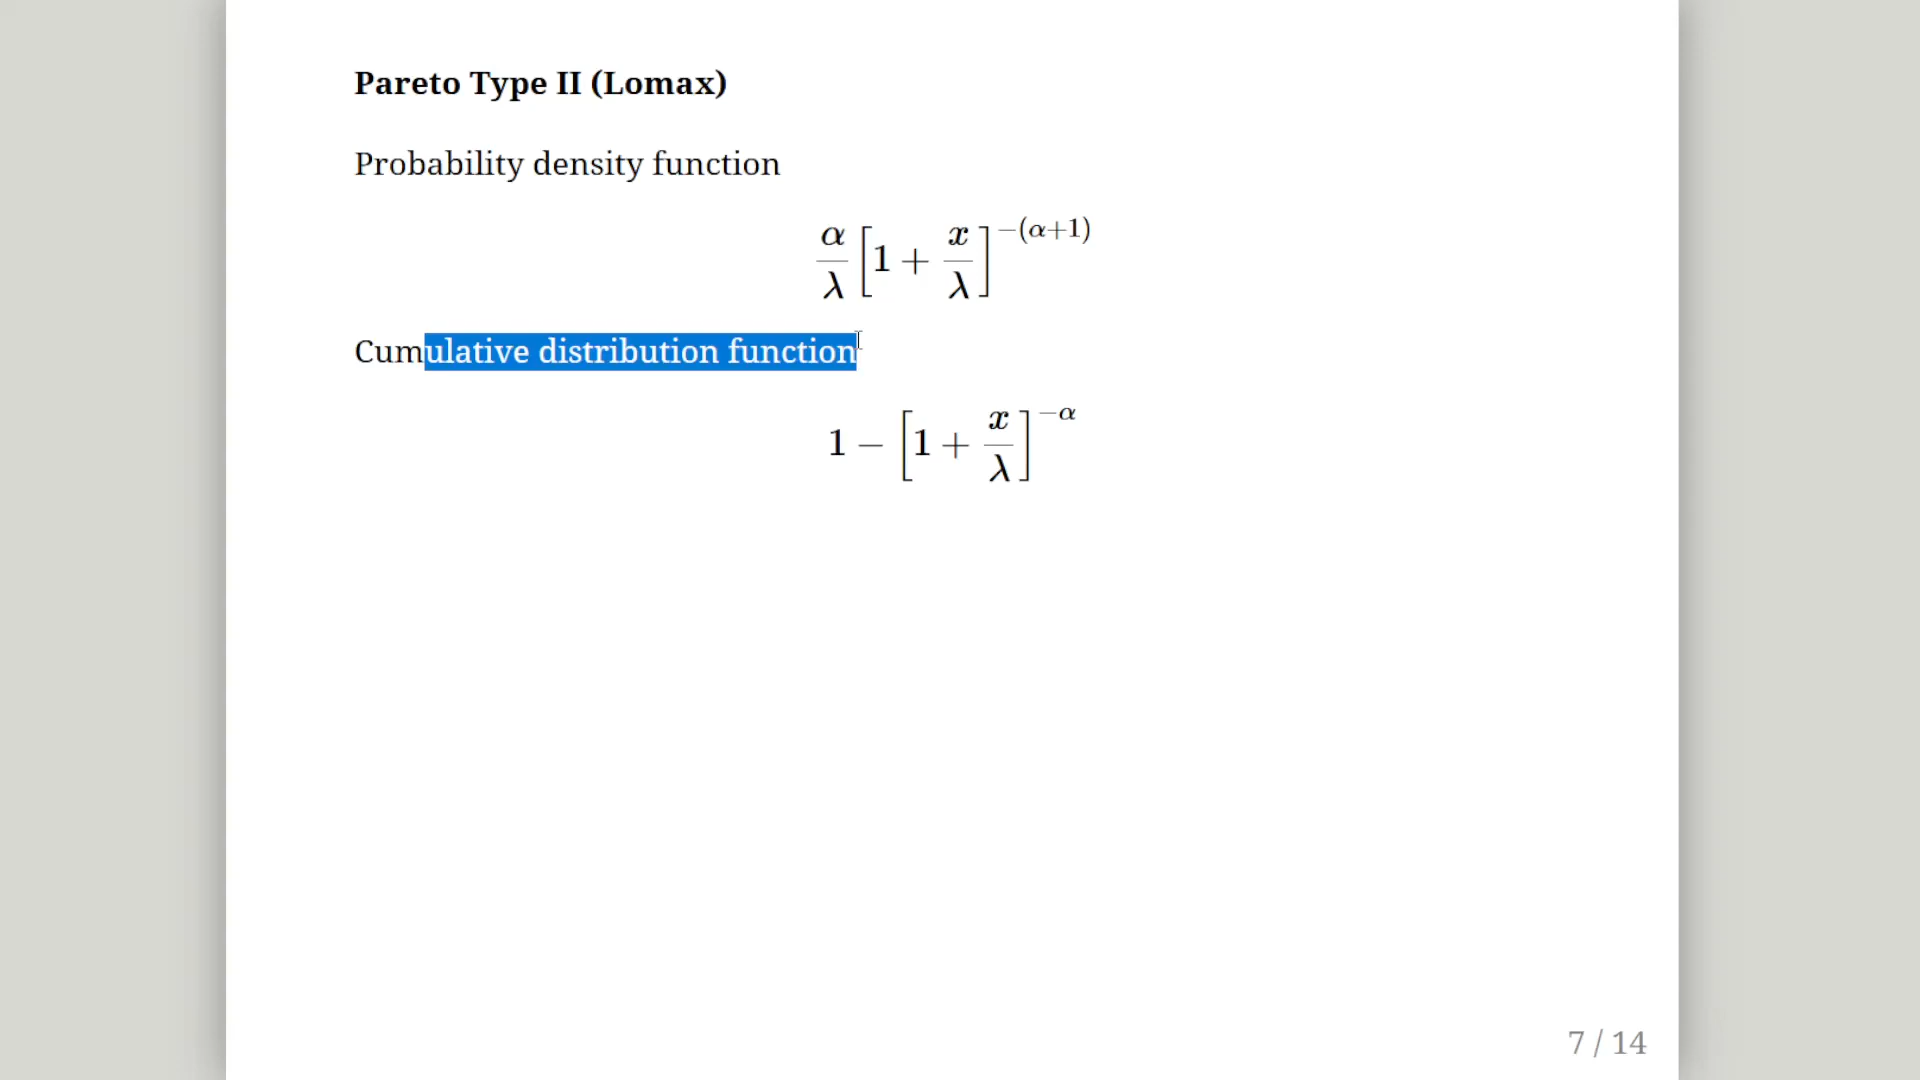 Pareto Type II (Lomax)
Probability density function
α/λ [1 + x/λ]^−(α+1)
Cumulative distribution function
1 − [1 + x/λ]^−α
7 / 14